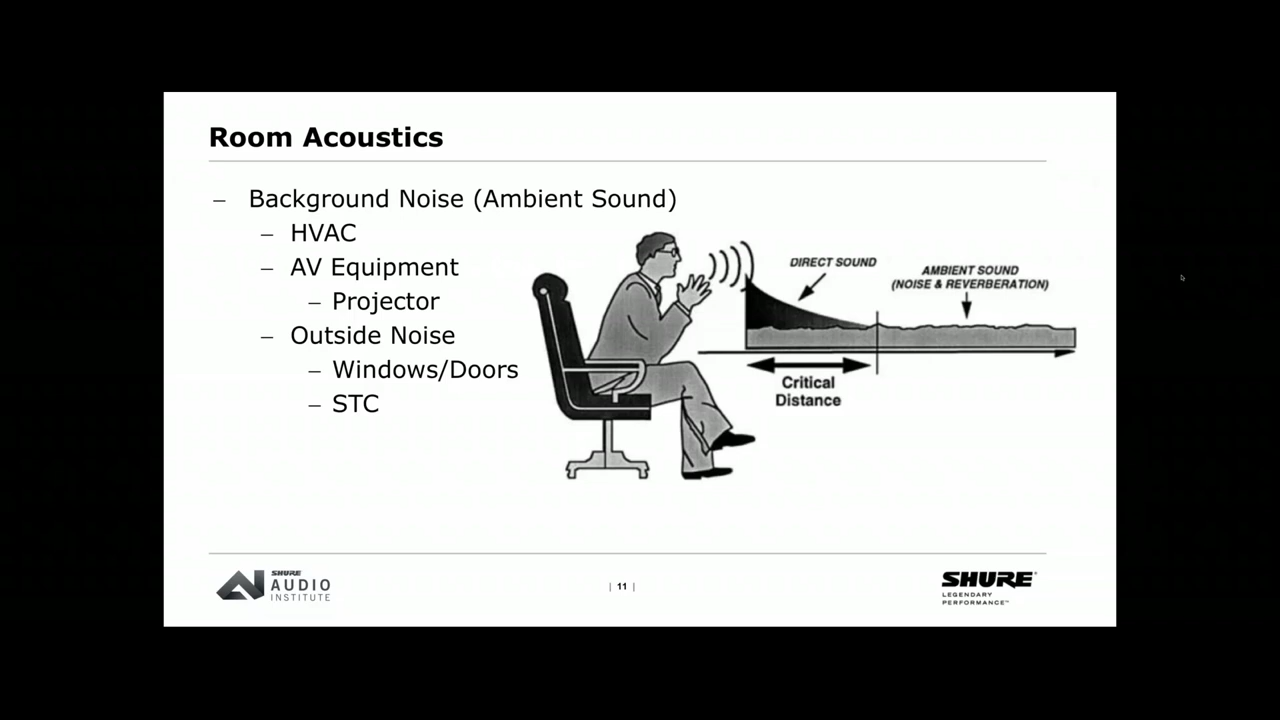 Room Acoustics
– Background Noise (Ambient Sound)
– HVAC
– AV Equipment
– Projector
– Outside Noise
– Windows/Doors
– STC
DIRECT SOUND
AMBIENT SOUND
(NOISE & REVERBERATION)
Critical
Distance
SHURE
AUDIO
INSTITUTE
| 11 |
SHURE®
LEGENDARY
PERFORMANCE™